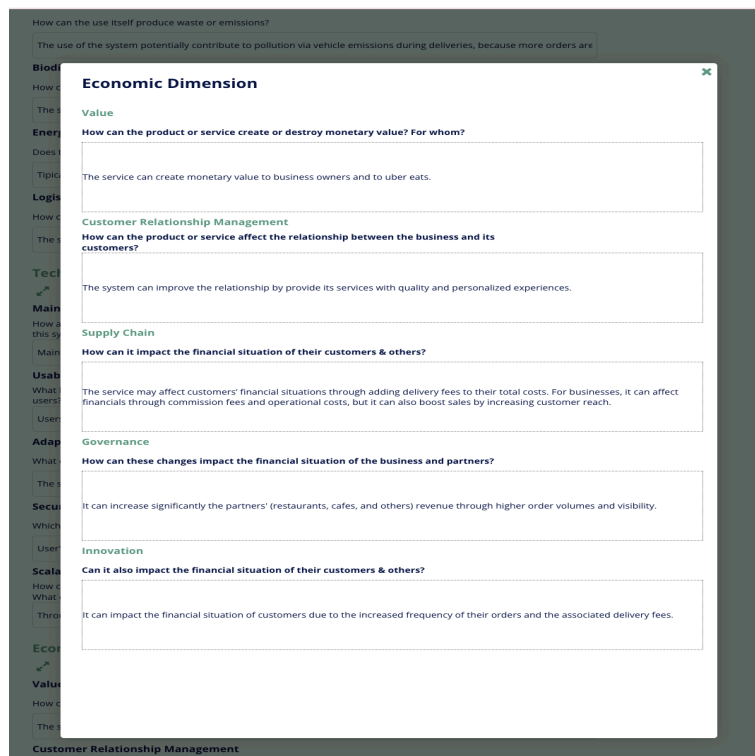 How can the use itself produce waste or emissions?
The use of the system potentially contribute to pollution via vehicle emissions during deliveries, because more orders are
Economic Dimension
Value
How can the product or service create or destroy monetary value? For whom?
The service can create monetary value to business owners and to uber eats.
Customer Relationship Management
How can the product or service affect the relationship between the business and its
customers?
The system can improve the relationship by provide its services with quality and personalized experiences.
Supply Chain
How can it impact the financial situation of their customers & others?
The service may affect customers' financial situations through adding delivery fees to their total costs. For businesses, it can affect
financials through commission fees and operational costs, but it can also boost sales by increasing customer reach.
Governance
How can these changes impact the financial situation of the business and partners?
It can increase significantly the partners' (restaurants, cafes, and others) revenue through higher order volumes and visibility.
Innovation
Can it also impact the financial situation of their customers & others?
It can impact the financial situation of customers due to the increased frequency of their orders and the associated delivery fees.
Customer Relationship Management